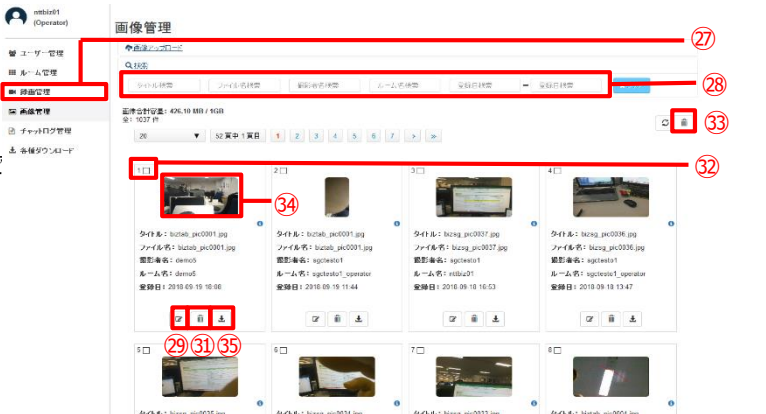 nttbiz01
(Operator)
画像管理
ユーザー管理
ルーム管理
録画管理
画像管理
チャットログ管理
各種ダウンロード
画像アップロード
検索
タイトル検索 ファイル名検索 撮影者名検索 ルーム名検索 登録日検索 ー 登録日検索
㉗
㉘
画像合計容量: 426.10 MB / 1GB
全: 1037 件
㉝
20 ▼ 52 頁中 1 頁目 1 2 3 4 5 6 7 > »
㉜
1 2 3 4
㉞
タイトル: biztab_pic0001.jpg
ファイル名: biztab_pic0001.jpg
撮影者名: demo5
ルーム名: demo5
登録日: 2018-09-19 18:06
タイトル: biztab_pic0001.jpg
ファイル名: biztab_pic0001.jpg
撮影者名: sgctesto1
ルーム名: sgctesto1_operator
登録日: 2018-09-19 11:44
タイトル: bizsg_pic0037.jpg
ファイル名: bizsg_pic0037.jpg
撮影者名: sgctesto1
ルーム名: nttbiz01
登録日: 2018-09-18 16:53
タイトル: bizsg_pic0036.jpg
ファイル名: bizsg_pic0036.jpg
撮影者名: sgctesto1
ルーム名: sgctesto1_operator
登録日: 2018-09-18 13:47
㉙ ㉛ ㉟
5 6 7 8